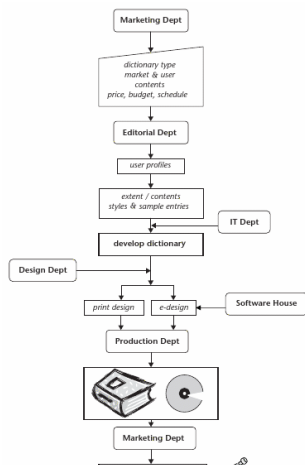 Marketing Dept
dictionary type
market & user
contents
price, budget, schedule
Editorial Dept
user profiles
extent / contents
styles & sample entries
IT Dept
develop dictionary
Design Dept
print design
e-design
Software House
Production Dept
Marketing Dept